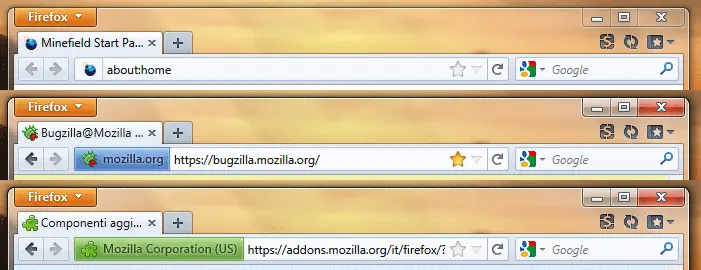 Firefox
Minefield Start Pa...
about:home
Google
Firefox
Bugzilla@Mozilla ...
mozilla.org
https://bugzilla.mozilla.org/
Google
Firefox
Componenti aggi...
Mozilla Corporation (US)
https://addons.mozilla.org/it/firefox/?
Google